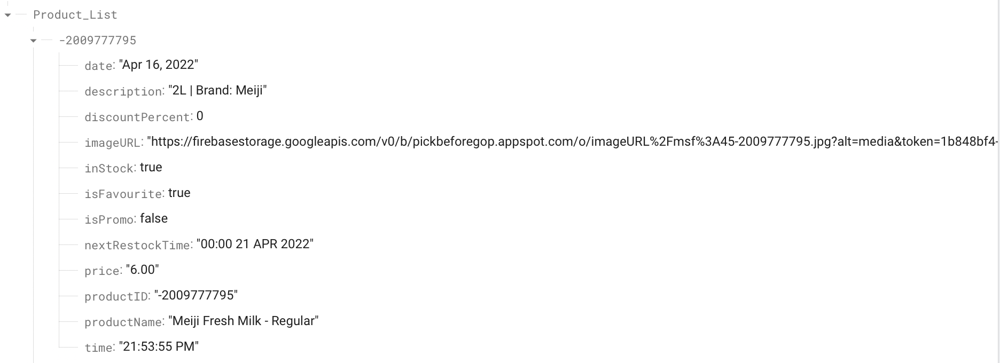 Product_List
-2009777795
date: "Apr 16, 2022"
description: "2L | Brand: Meiji"
discountPercent: 0
imageURL: "https://firebasestorage.googleapis.com/v0/b/pickbeforegop.appspot.com/o/imageURL%2Fmsf%3A45-2009777795.jpg?alt=media&token=1b848bf4-
inStock: true
isFavourite: true
isPromo: false
nextRestockTime: "00:00 21 APR 2022"
price: "6.00"
productID: "-2009777795"
productName: "Meiji Fresh Milk - Regular"
time: "21:53:55 PM"